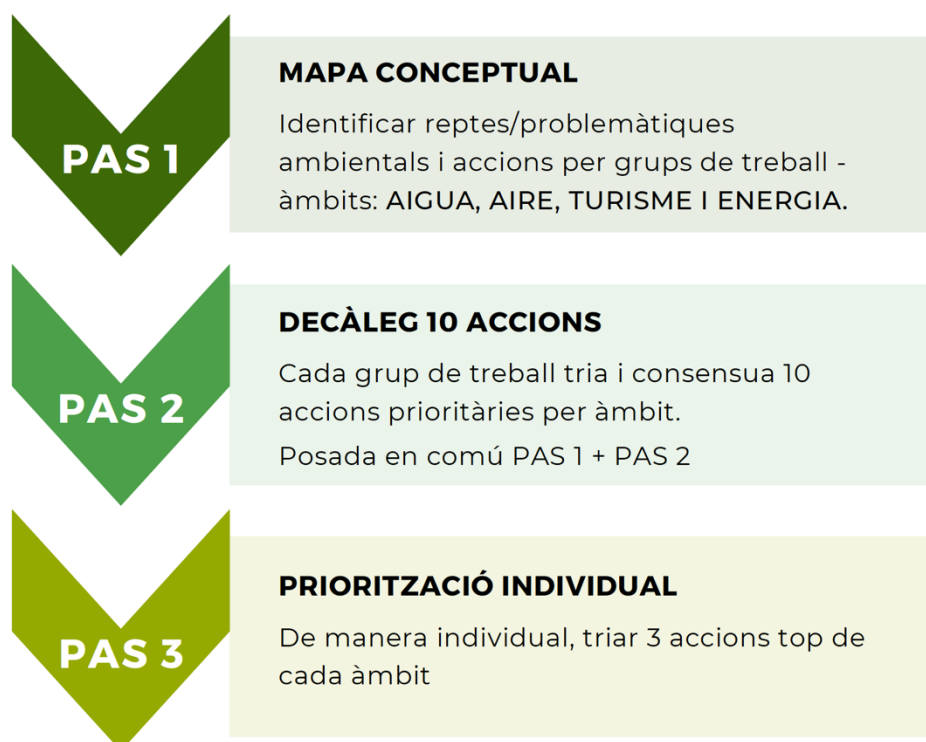 PAS 1
MAPA CONCEPTUAL
Identificar reptes/problemàtiques
ambientals i accions per grups de treball -
àmbits: AIGUA, AIRE, TURISME I ENERGIA.
PAS 2
DECÀLEG 10 ACCIONS
Cada grup de treball tria i consensua 10
accions prioritàries per àmbit.
Posada en comú PAS 1 + PAS 2
PAS 3
PRIORITZACIÓ INDIVIDUAL
De manera individual, triar 3 accions top de
cada àmbit